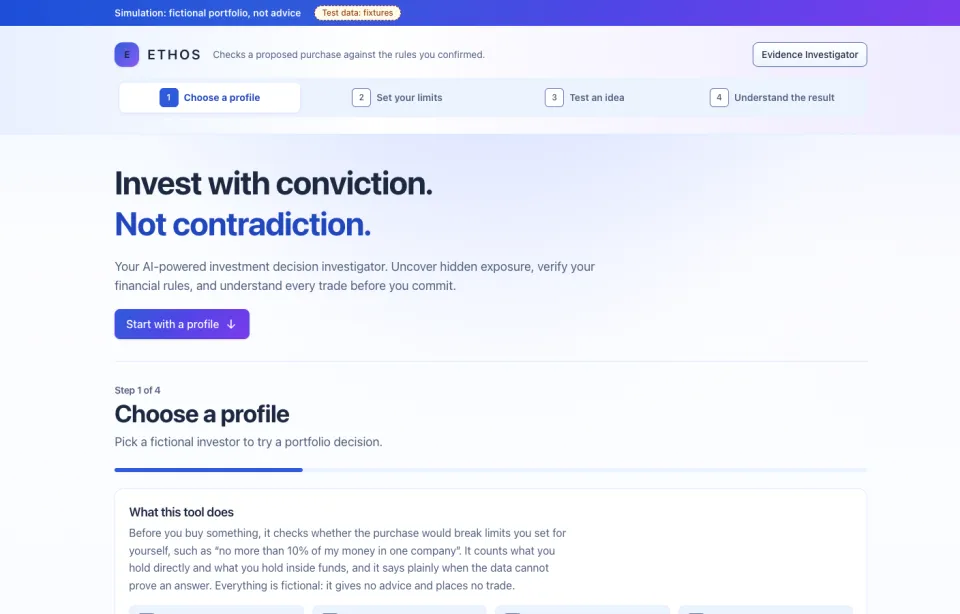 Simulation: fictional portfolio, not advice
Test data: fixtures
E
ETHOS
Checks a proposed purchase against the rules you confirmed.
Evidence Investigator
1 Choose a profile
2 Set your limits
3 Test an idea
4 Understand the result
Invest with conviction.
Not contradiction.
Your AI-powered investment decision investigator. Uncover hidden exposure, verify your
financial rules, and understand every trade before you commit.
Start with a profile ↓
Step 1 of 4
Choose a profile
Pick a fictional investor to try a portfolio decision.
What this tool does
Before you buy something, it checks whether the purchase would break limits you set for
yourself, such as “no more than 10% of my money in one company”. It counts what you
hold directly and what you hold inside funds, and it says plainly when the data cannot
prove an answer. Everything is fictional: it gives no advice and places no trade.